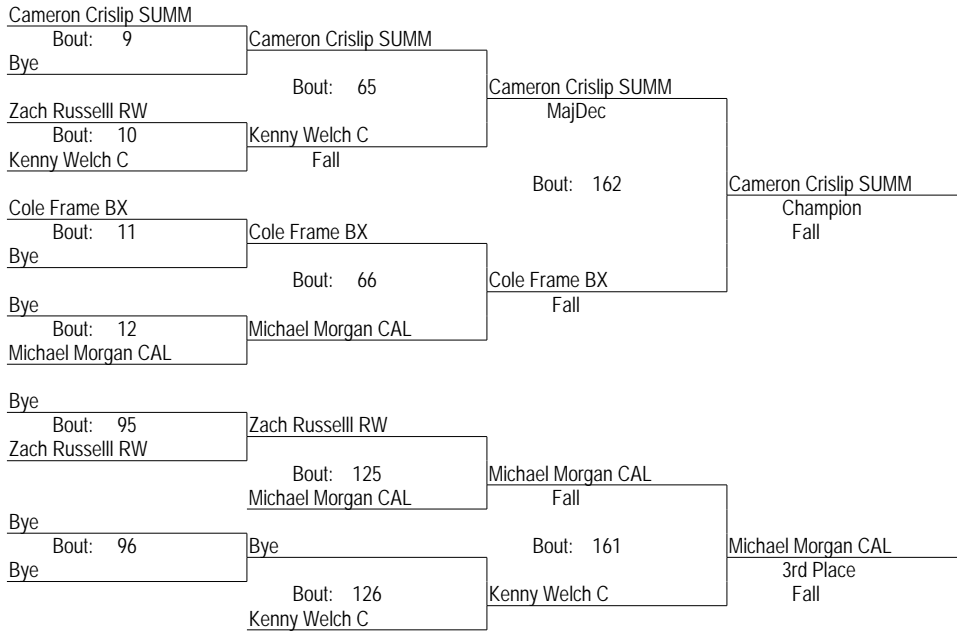 Cameron Crislip SUMM
Bout: 9 Cameron Crislip SUMM
Bye
Bout: 65 Cameron Crislip SUMM
Zach Russelll RW MajDec
Bout: 10 Kenny Welch C
Kenny Welch C Fall
Bout: 162 Cameron Crislip SUMM
Cole Frame BX Champion
Bout: 11 Cole Frame BX Fall
Bye
Bout: 66 Cole Frame BX
Bye Fall
Bout: 12 Michael Morgan CAL
Michael Morgan CAL
Bye
Bout: 95 Zach Russelll RW
Zach Russelll RW
Bout: 125 Michael Morgan CAL
Michael Morgan CAL Fall
Bye
Bout: 96 Bye Bout: 161 Michael Morgan CAL
Bye 3rd Place
Bout: 126 Kenny Welch C Fall
Kenny Welch C